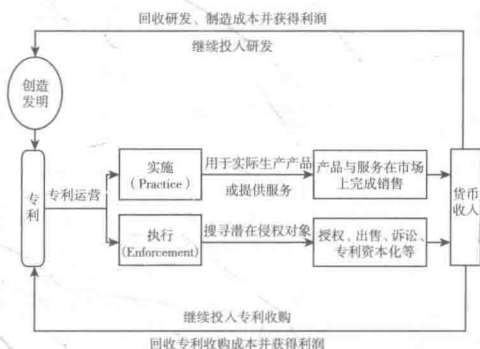 回收研发、制造成本并获得利润
继续投入研发
创造
发明
专利
专利运营
实施
(Practice)
用于实际生产产品
或提供服务
产品与服务在市场
上完成销售
货币
收入
执行
(Enforcement)
搜寻潜在侵权对象
授权、出售、诉讼、
专利资本化等
继续投入专利收购
回收专利收购成本并获得利润